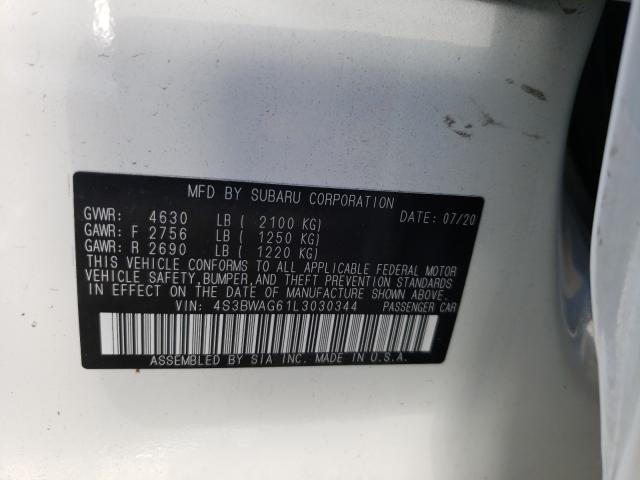 MFD BY SUBARU CORPORATION
GVWR: 4630 LB ( 2100 KG) DATE: 07/20
GAWR: F 2756 LB ( 1250 KG)
GAWR: R 2690 LB ( 1220 KG)
THIS VEHICLE CONFORMS TO ALL APPLICABLE FEDERAL MOTOR
VEHICLE SAFETY,BUMPER,AND THEFT PREVENTION STANDARDS
IN EFFECT ON THE DATE OF MANUFACTURE SHOWN ABOVE.
VIN: 4S3BWAG61L3030344 PASSENGER CAR
ASSEMBLED BY SIA INC. MADE IN U.S.A.